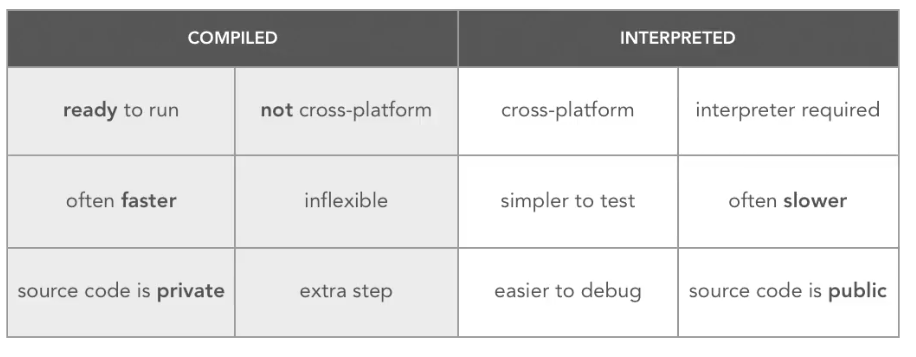 COMPILED INTERPRETED
ready to run not cross-platform cross-platform interpreter required
often faster inflexible simpler to test often slower
source code is private extra step easier to debug source code is public